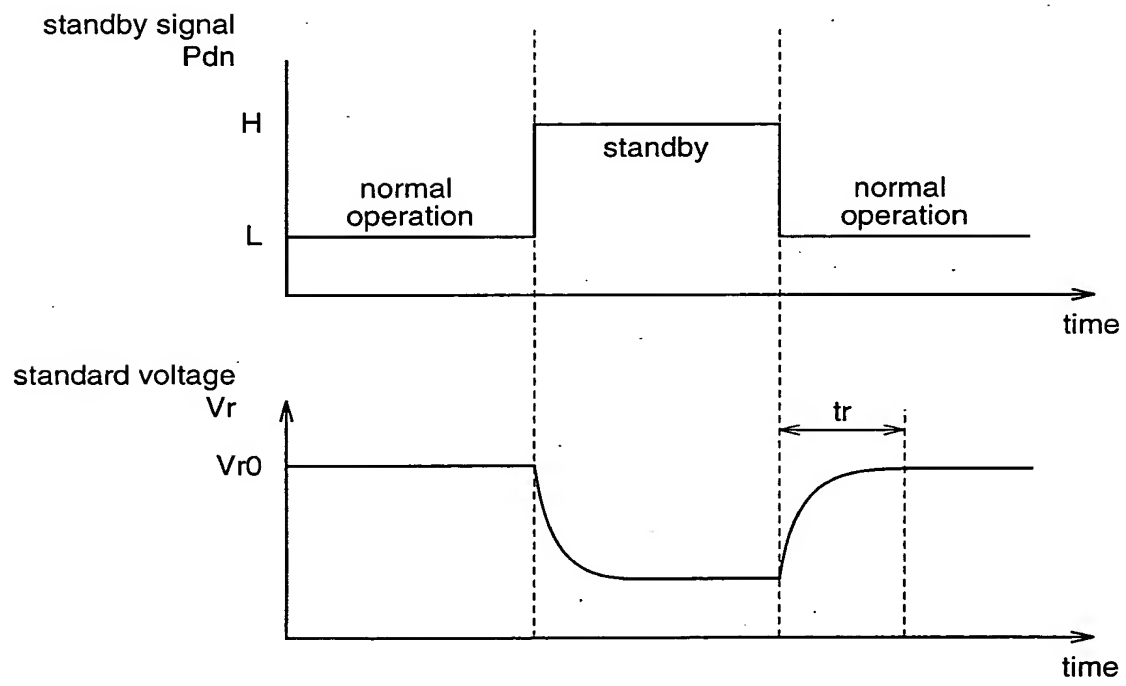 standby signal
Pdn
H
standby
normal
operation
normal
operation
L
time
standard voltage
Vr
tr
Vr0
time